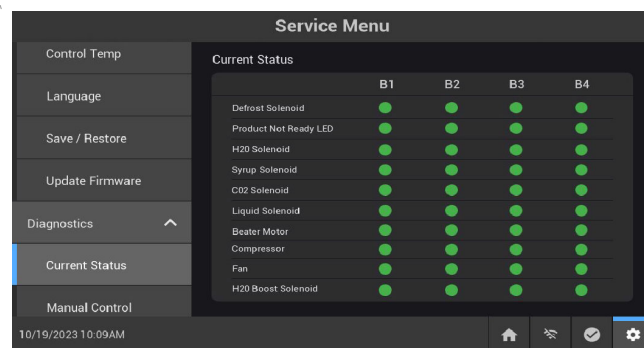 Service Menu
Control Temp
Language
Save / Restore
Update Firmware
Diagnostics
Current Status
Manual Control
Current Status
B1 B2 B3 B4
Defrost Solenoid
Product Not Ready LED
H20 Solenoid
Syrup Solenoid
C02 Solenoid
Liquid Solenoid
Beater Motor
Compressor
Fan
H20 Boost Solenoid
10/19/2023 10:09AM